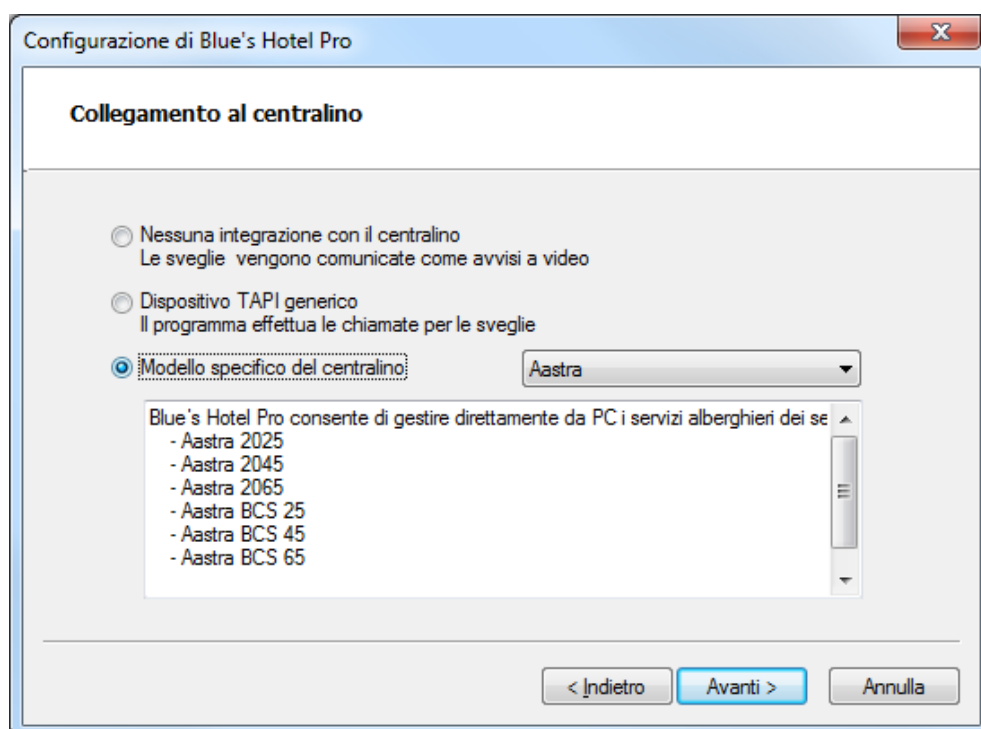 Configurazione di Blue's Hotel Pro
Collegamento al centralino
Nessuna integrazione con il centralino
Le sveglie vengono comunicate come avvisi a video
Dispositivo TAPI generico
Il programma effettua le chiamate per le sveglie
Modello specifico del centralino
Aastra
Blue's Hotel Pro consente di gestire direttamente da PC i servizi alberghieri dei se
- Aastra 2025
- Aastra 2045
- Aastra 2065
- Aastra BCS 25
- Aastra BCS 45
- Aastra BCS 65
< Indietro
Avanti >
Annulla